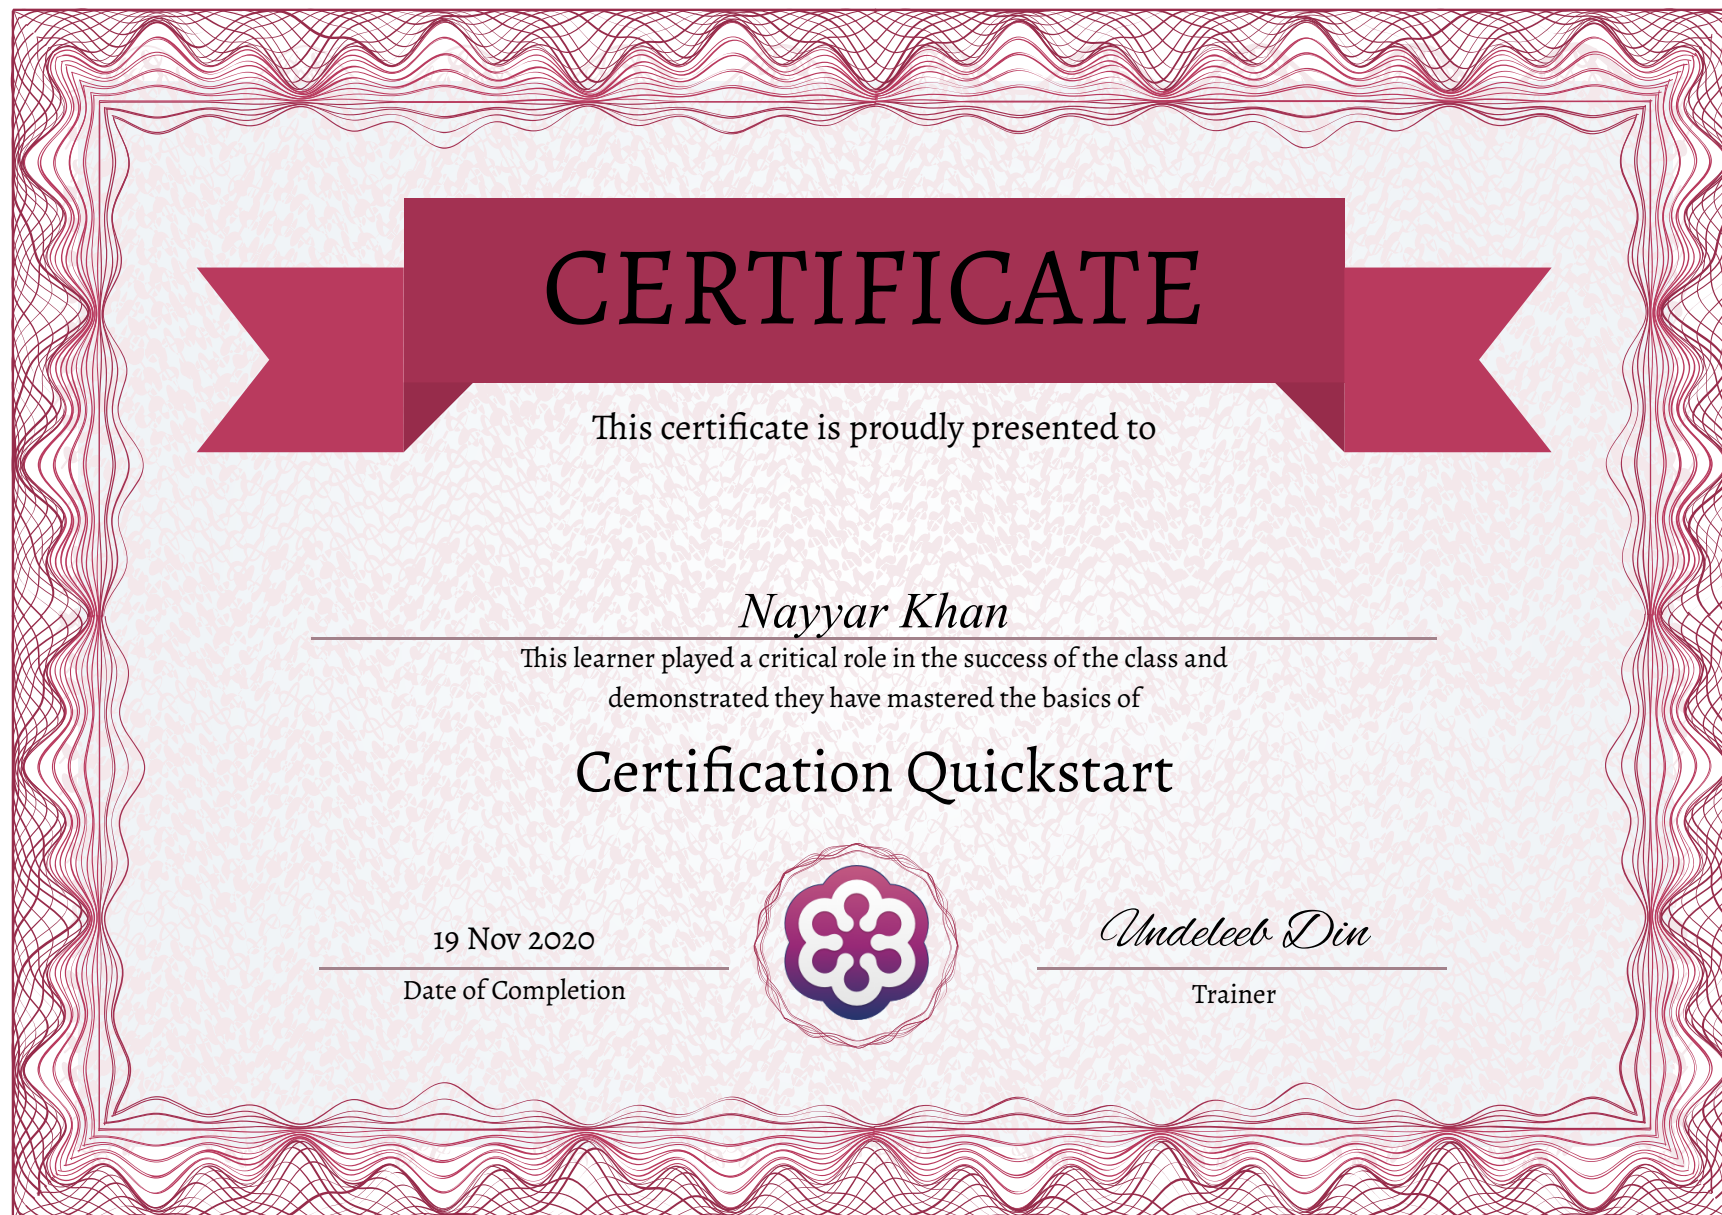 CERTIFICATE
This certificate is proudly presented to
Nayyar Khan
This learner played a critical role in the success of the class and
demonstrated they have mastered the basics of
Certification Quickstart
19 Nov 2020
Date of Completion
Undeleeb Din
Trainer